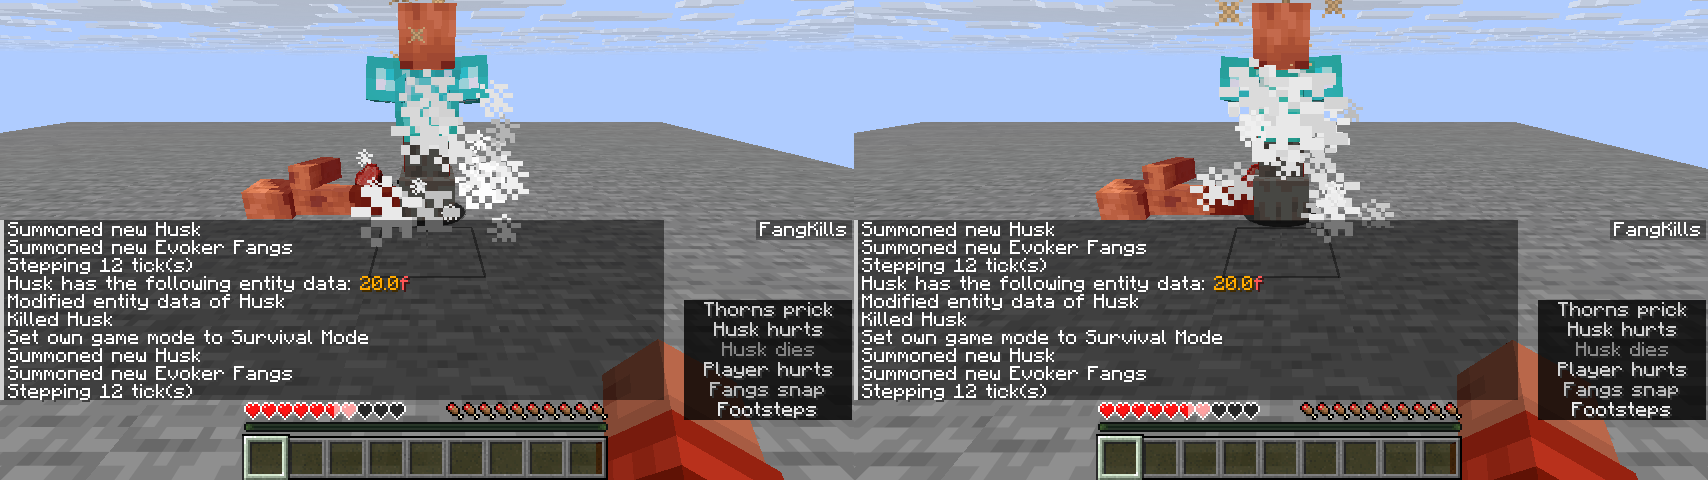 Summoned new Husk
Summoned new Evoker Fangs
Stepping 12 tick(s)
Husk has the following entity data: 20.0f
Modified entity data of Husk
Killed Husk
Set own game mode to Survival Mode
Summoned new Husk
Summoned new Evoker Fangs
Stepping 12 tick(s)
FangKills
Thorns prick
Husk hurts
Husk dies
Player hurts
Fangs snap
Footsteps
Summoned new Husk
Summoned new Evoker Fangs
Stepping 12 tick(s)
Husk has the following entity data: 20.0f
Modified entity data of Husk
Killed Husk
Set own game mode to Survival Mode
Summoned new Husk
Summoned new Evoker Fangs
Stepping 12 tick(s)
FangKills
Thorns prick
Husk hurts
Husk dies
Player hurts
Fangs snap
Footsteps